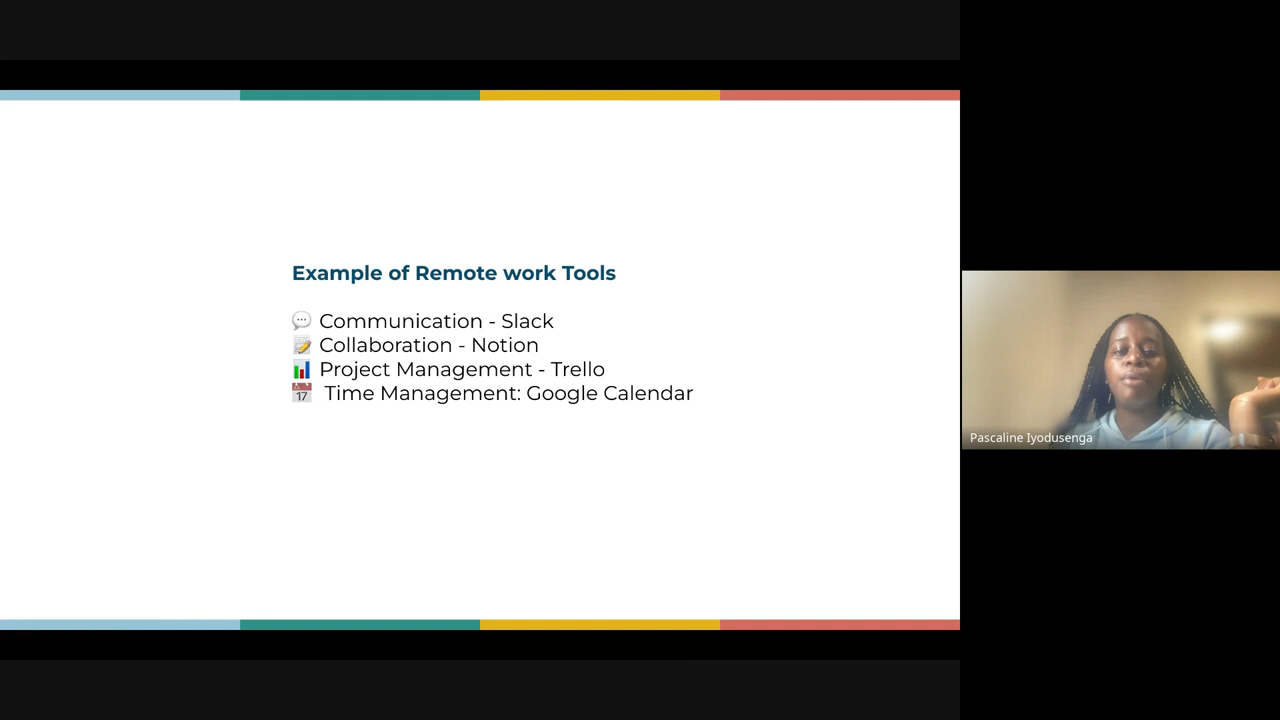 Example of Remote work Tools
💬 Communication - Slack
📝 Collaboration - Notion
📊 Project Management - Trello
📅 Time Management: Google Calendar
Pascaline Iyodusenga